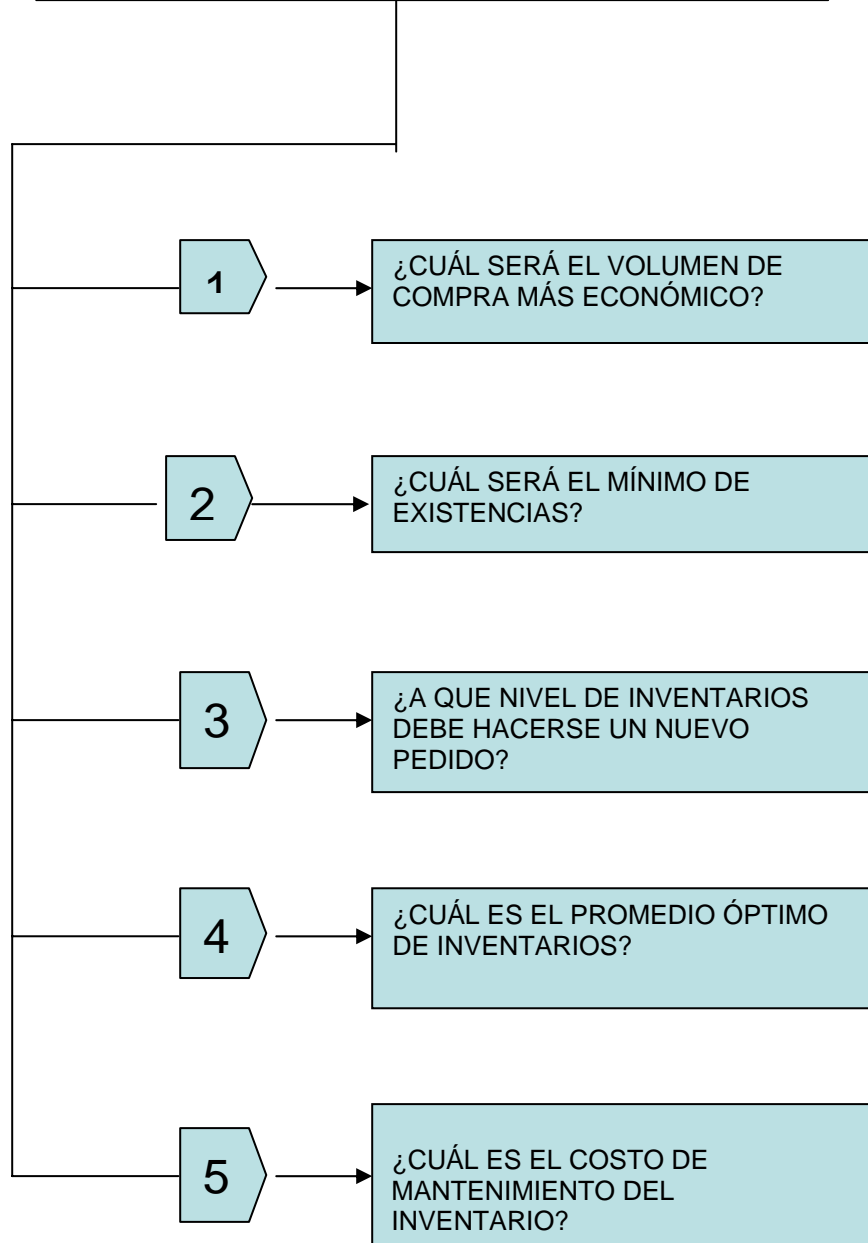 1
¿CUÁL SERÁ EL VOLUMEN DE
COMPRA MÁS ECONÓMICO?
2
¿CUÁL SERÁ EL MÍNIMO DE
EXISTENCIAS?
3
¿A QUE NIVEL DE INVENTARIOS
DEBE HACERSE UN NUEVO
PEDIDO?
4
¿CUÁL ES EL PROMEDIO ÓPTIMO
DE INVENTARIOS?
5
¿CUÁL ES EL COSTO DE
MANTENIMIENTO DEL
INVENTARIO?